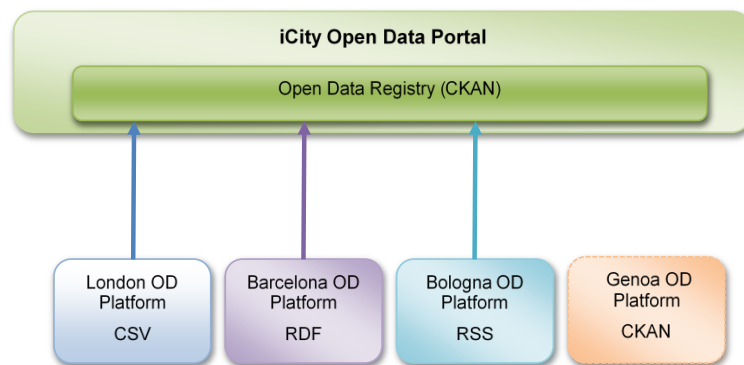 iCity Open Data Portal
Open Data Registry (CKAN)
London OD
Platform
CSV
Barcelona OD
Platform
RDF
Bologna OD
Platform
RSS
Genoa OD
Platform
CKAN